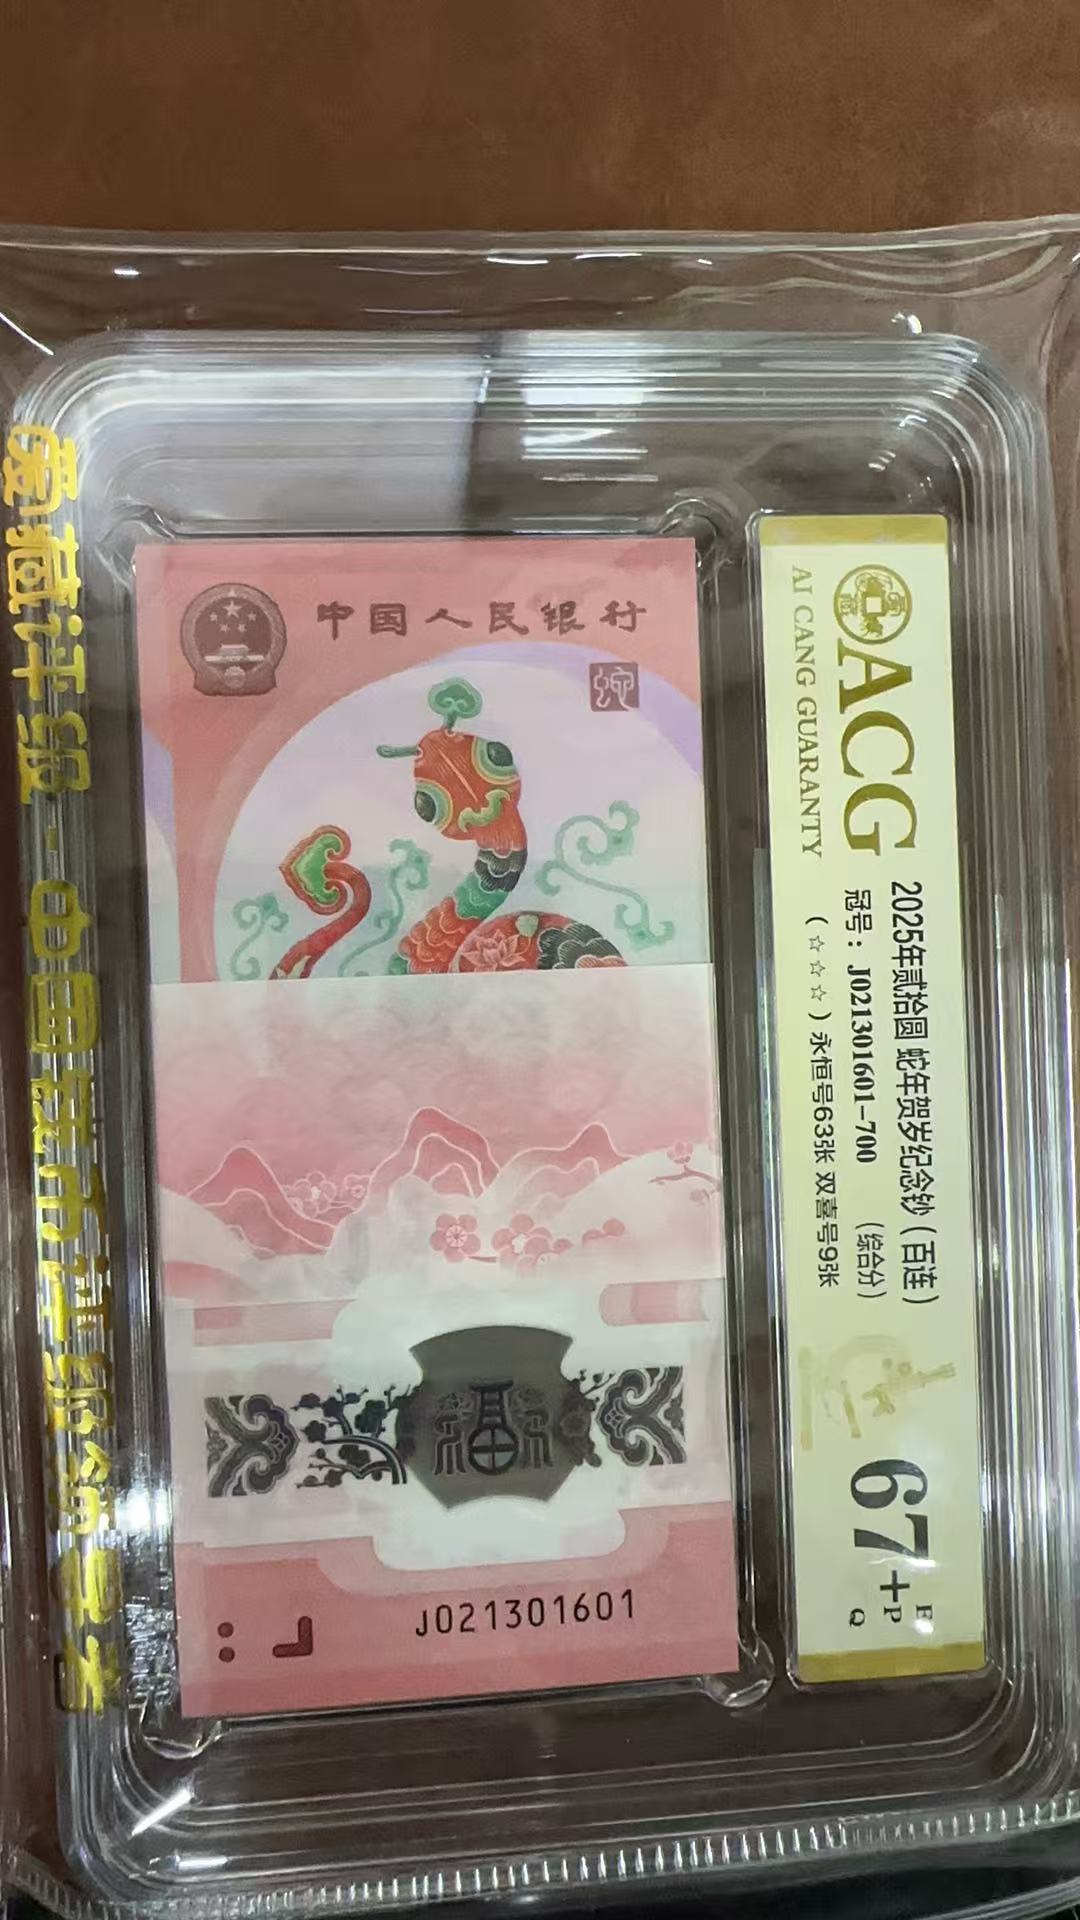 中国人民银行
蛇
J021301601
ACG
AI CANG GUARANTY
2025年贰拾圆 蛇年贺岁纪念钞（百连）
冠号：J021301601-700 （综合分）
（☆☆☆）永恒号63张 双喜号9张
67+
E
P
Q
爱藏评级-中国钱币评级领导者